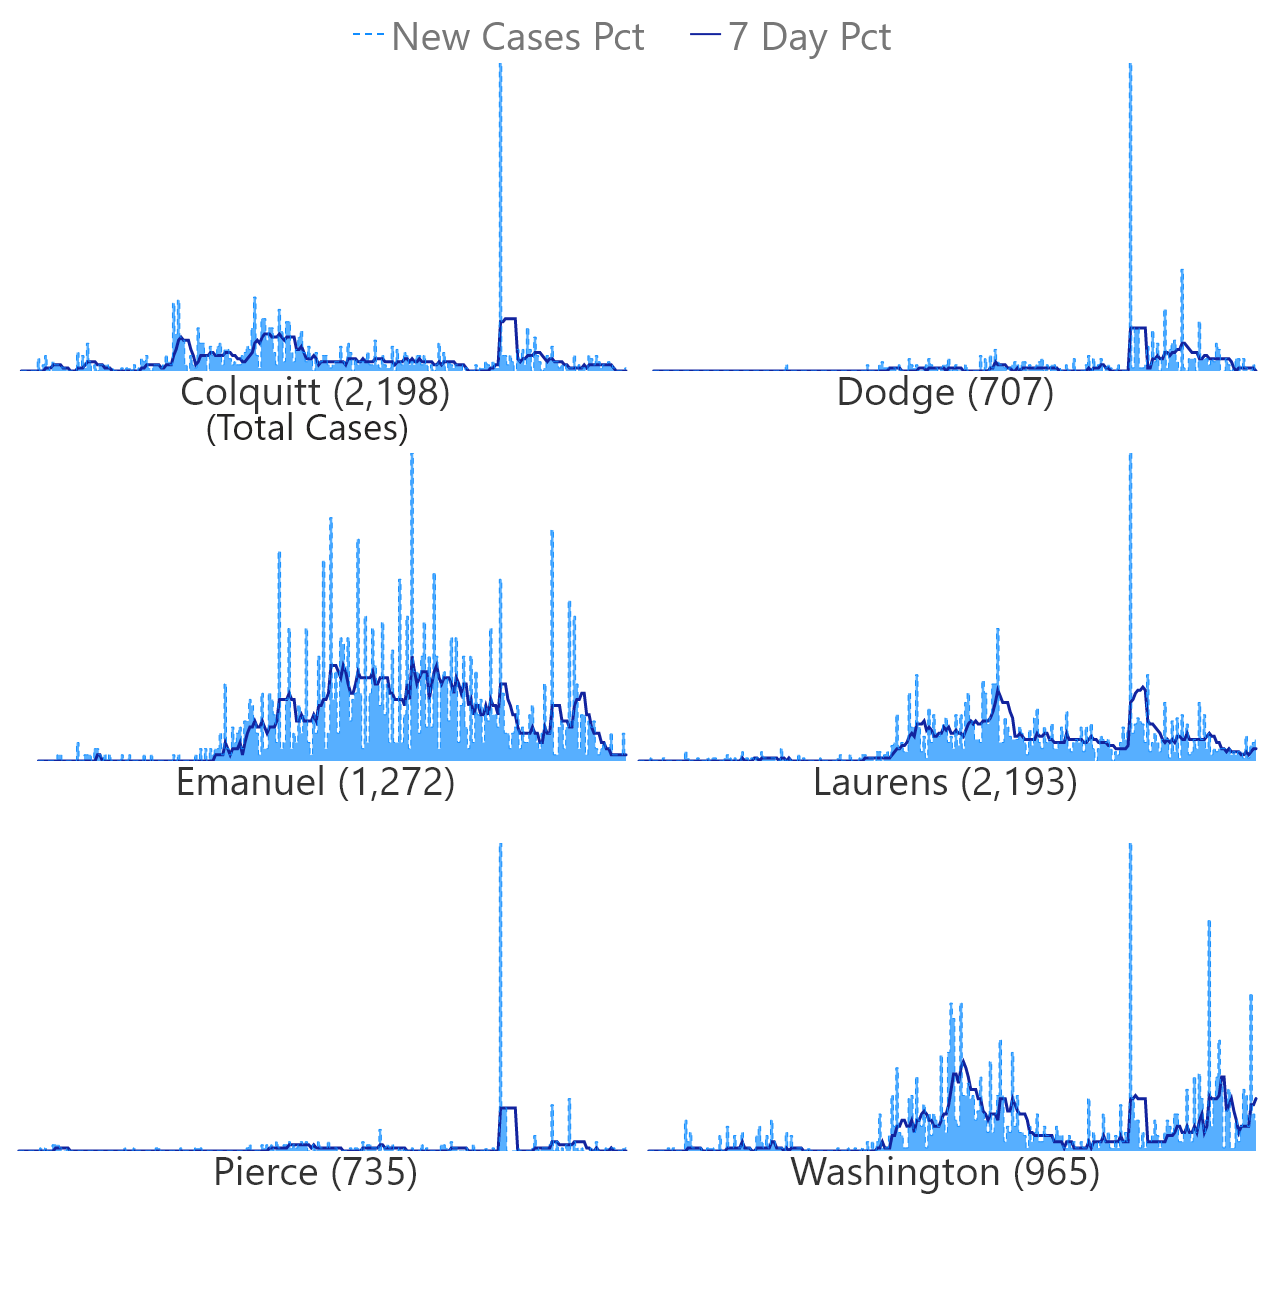 New Cases Pct 7 Day Pct
Colquitt (2,198) Dodge (707)
(Total Cases)
Emanuel (1,272) Laurens (2,193)
Pierce (735) Washington (965)